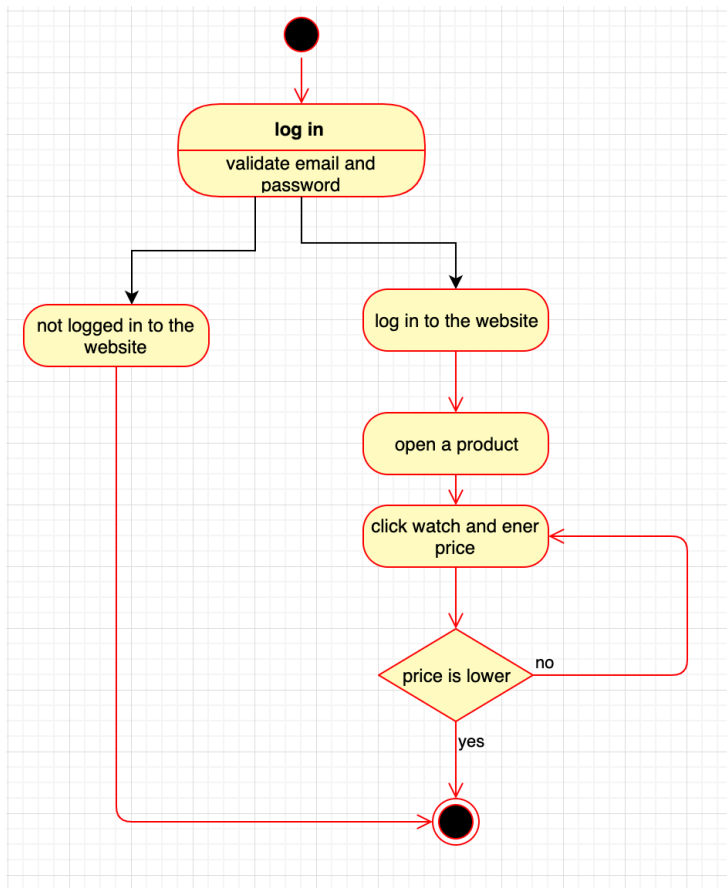 log in
validate email and
password
not logged in to the
website
log in to the website
open a product
click watch and ener
price
price is lower
no
yes